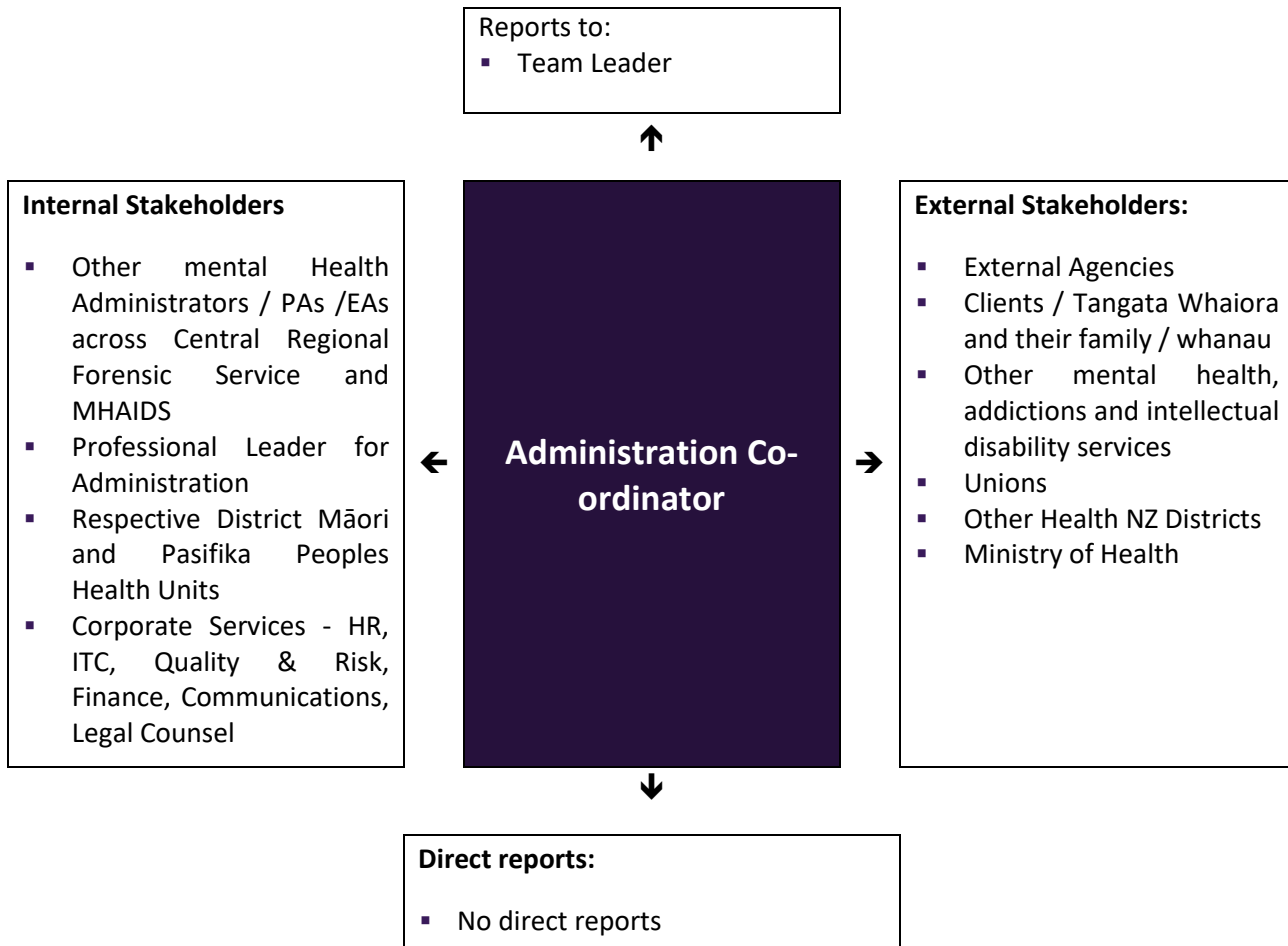 Reports to:
▪ Team Leader
Internal Stakeholders
▪ Other mental Health
Administrators / PAs /EAs
across Central Regional
Forensic Service and
MHAIDS
▪ Professional Leader for
Administration
▪ Respective District Māori
and Pasifika Peoples
Health Units
▪ Corporate Services - HR,
ITC, Quality & Risk,
Finance, Communications,
Legal Counsel
Administration Co-
ordinator
External Stakeholders:
▪ External Agencies
▪ Clients / Tangata Whaiora
and their family / whanau
▪ Other mental health,
addictions and intellectual
disability services
▪ Unions
▪ Other Health NZ Districts
▪ Ministry of Health
Direct reports:
▪ No direct reports